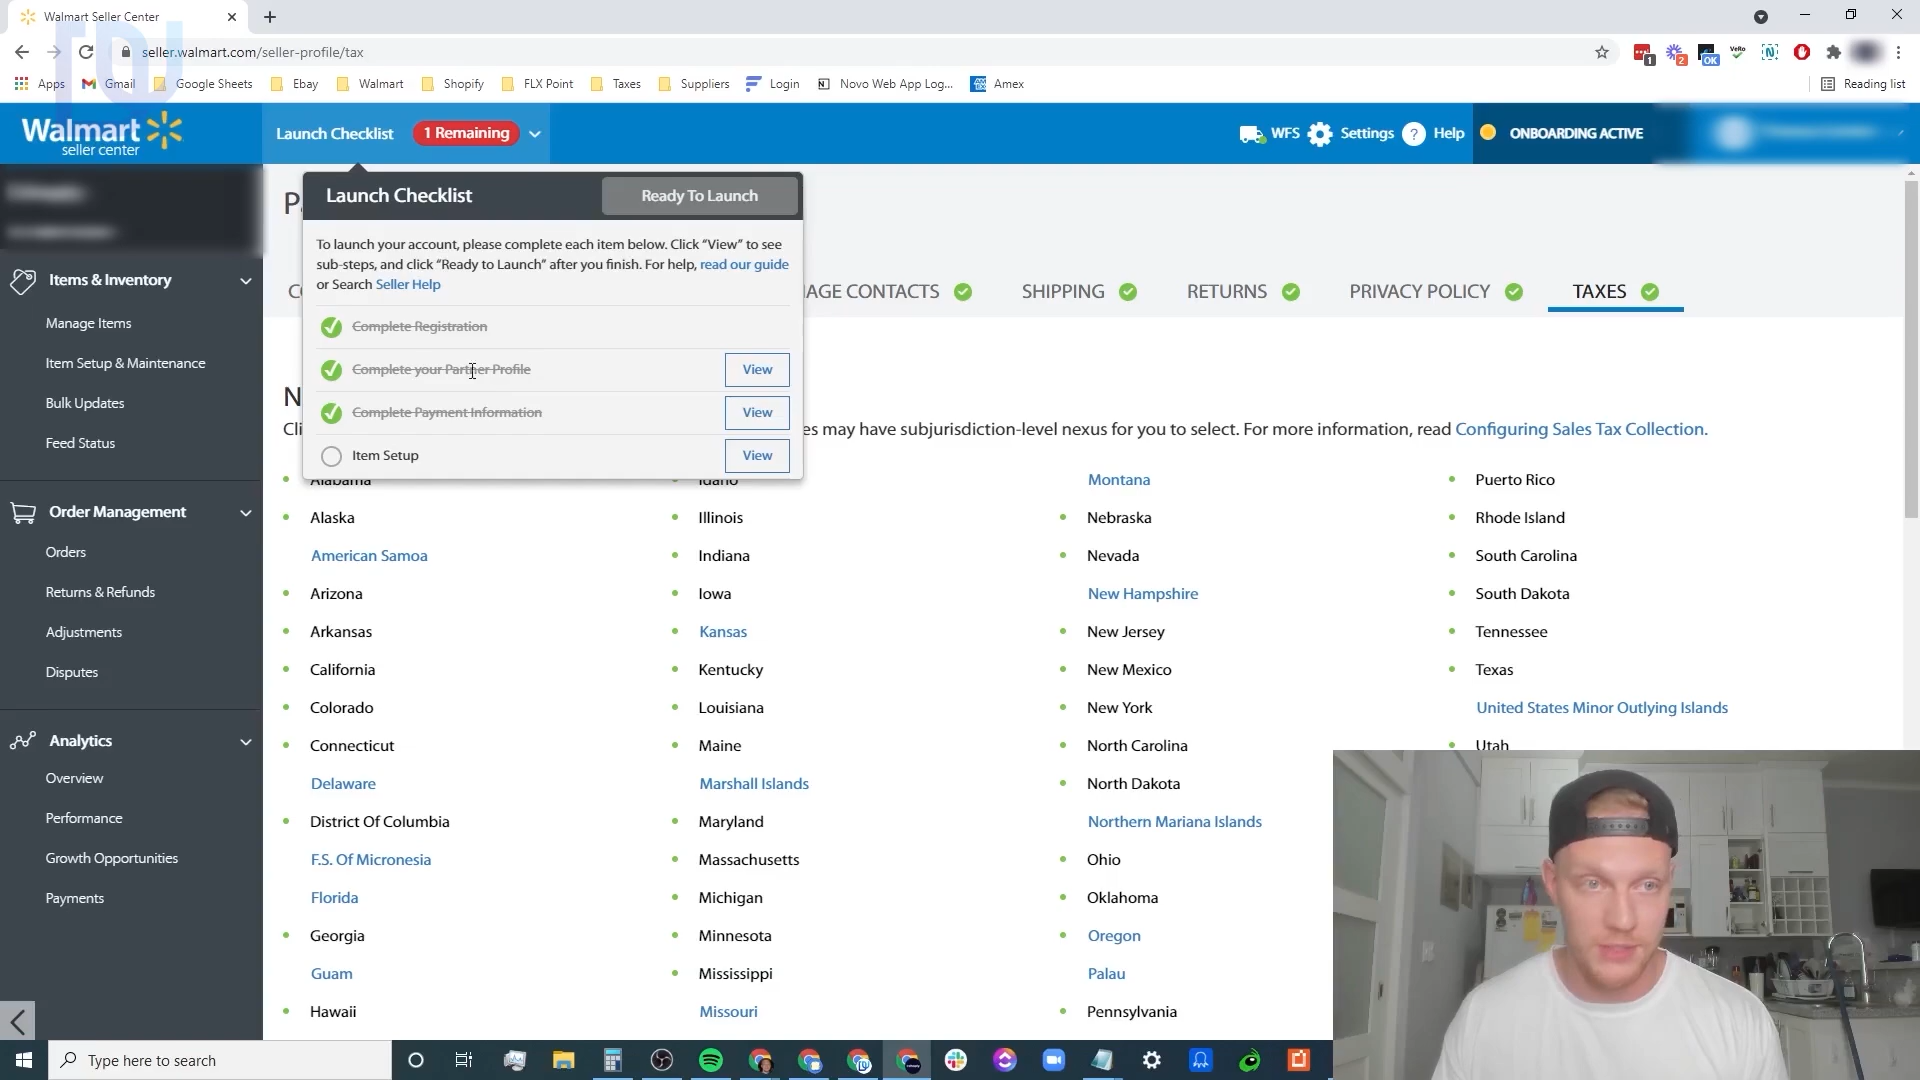 Walmart Seller Center
seller.walmart.com/seller-profile/tax
1
2
OK
VeRo
Apps
Gmail
Google Sheets
Ebay
Walmart
Shopify
FLX Point
Taxes
Suppliers
Login
Novo Web App Log...
Amex
Reading list
Walmart
seller center
Launch Checklist
1 Remaining
WFS
Settings
? Help
ONBOARDING ACTIVE
Launch Checklist
Ready To Launch
To launch your account, please complete each item below. Click “View” to see
sub-steps, and click “Ready to Launch” after you finish. For help, read our guide
or Search Seller Help
Complete Registration
Complete your Partner Profile
View
Complete Payment Information
View
Item Setup
View
AGE CONTACTS
SHIPPING
RETURNS
PRIVACY POLICY
TAXES
es may have subjurisdiction-level nexus for you to select. For more information, read Configuring Sales Tax Collection.
Items & Inventory
Manage Items
Item Setup & Maintenance
Bulk Updates
Feed Status
Order Management
Orders
Returns & Refunds
Adjustments
Disputes
Analytics
Overview
Performance
Growth Opportunities
Payments
Alabama
Alaska
American Samoa
Arizona
Arkansas
California
Colorado
Connecticut
Delaware
District Of Columbia
F.S. Of Micronesia
Florida
Georgia
Guam
Hawaii
Idaho
Illinois
Indiana
Iowa
Kansas
Kentucky
Louisiana
Maine
Marshall Islands
Maryland
Massachusetts
Michigan
Minnesota
Mississippi
Missouri
Montana
Nebraska
Nevada
New Hampshire
New Jersey
New Mexico
New York
North Carolina
North Dakota
Northern Mariana Islands
Ohio
Oklahoma
Oregon
Palau
Pennsylvania
Puerto Rico
Rhode Island
South Carolina
South Dakota
Tennessee
Texas
United States Minor Outlying Islands
Utah
Type here to search